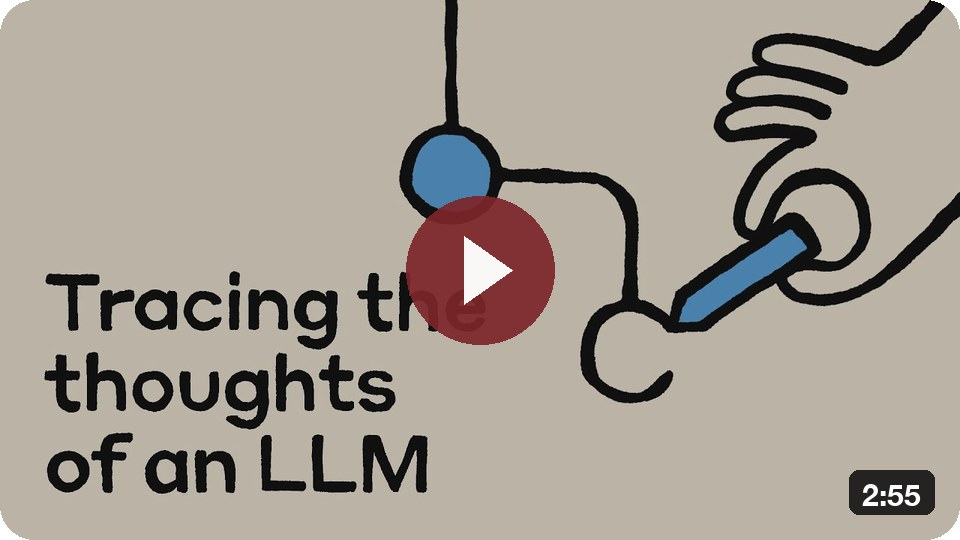 Tracing the
thoughts
of an LLM
2:55